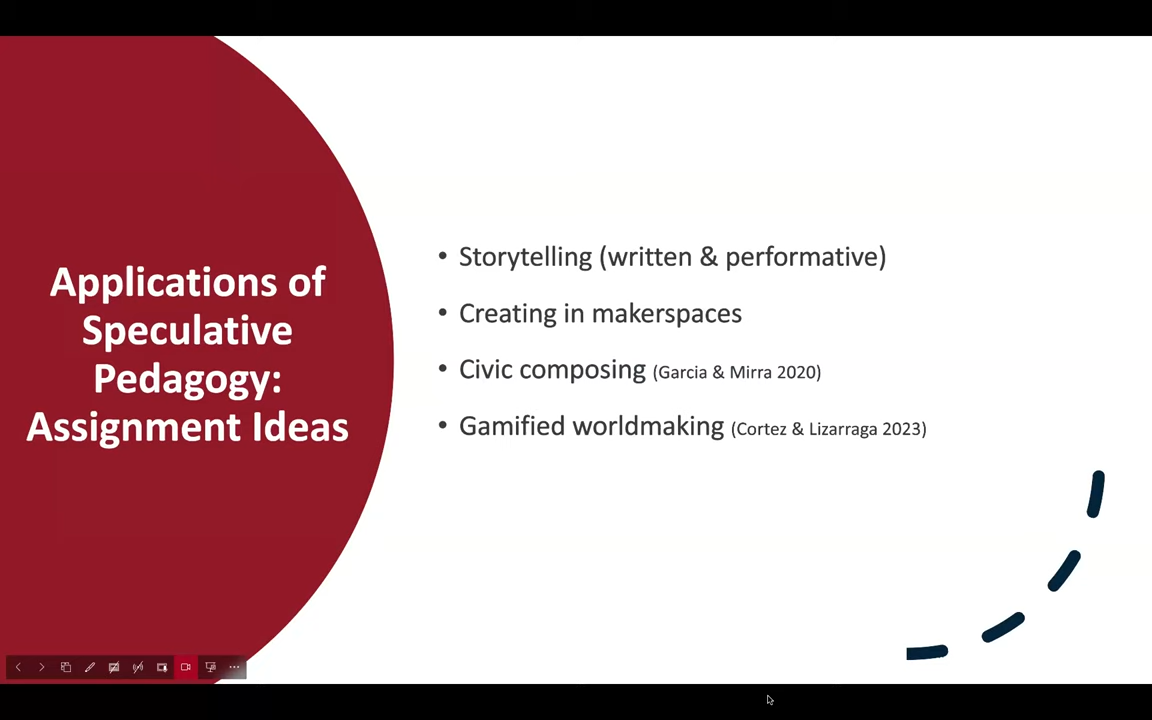 Applications of
Speculative
Pedagogy:
Assignment Ideas
• Storytelling (written & performative)
• Creating in makerspaces
• Civic composing (Garcia & Mirra 2020)
• Gamified worldmaking (Cortez & Lizarraga 2023)